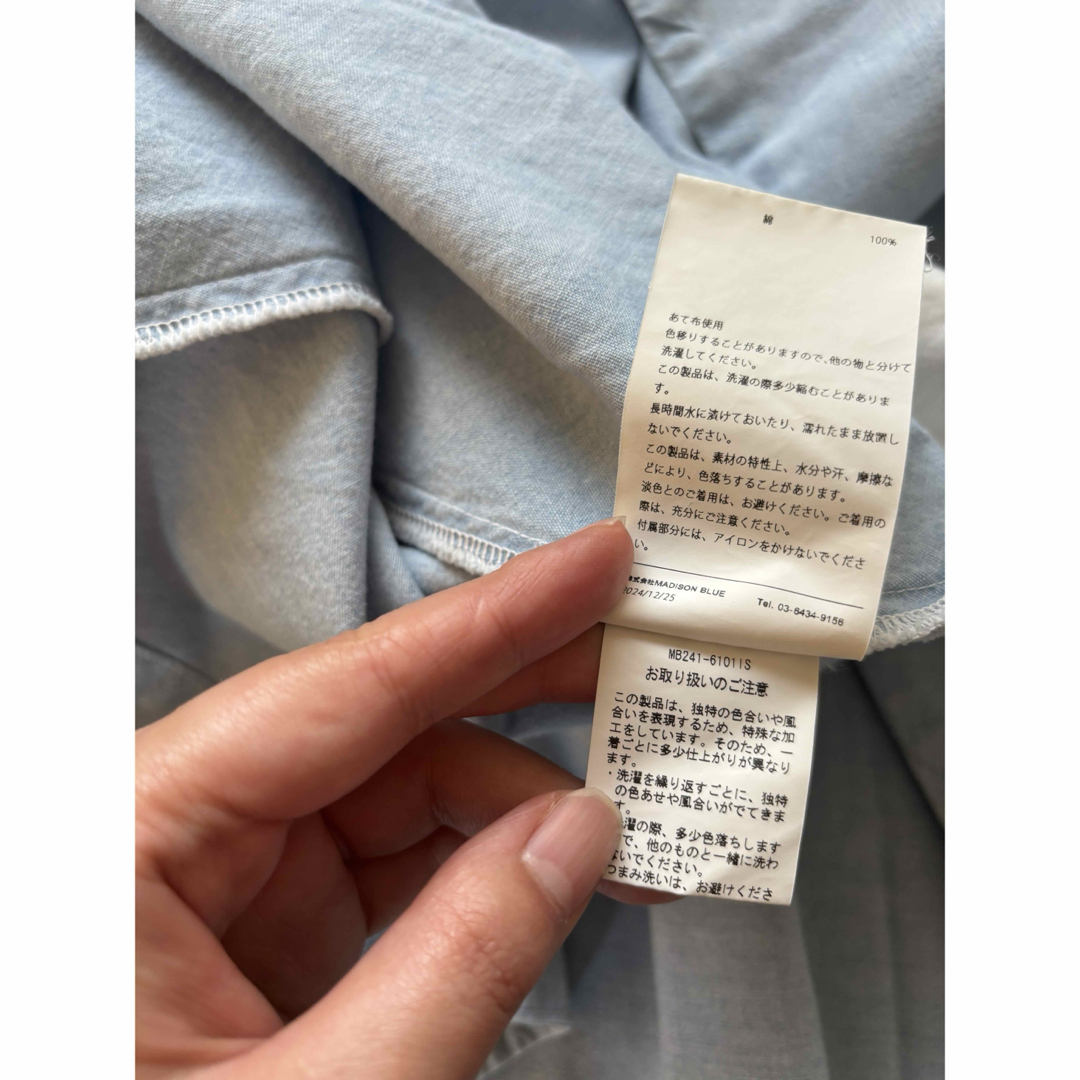 綿
100%
あて布使用
色移りすることがありますので、他の物と分けて
洗濯してください。
この製品は、洗濯の際多少縮むことがありま
す。
長時間水に漬けておいたり、濡れたまま放置し
ないでください。
この製品は、素材の特性上、水分や汗、摩擦な
どにより、色落ちすることがあります。
淡色とのご着用は、お避けください。ご着用の
際は、充分にご注意ください。
付属部分には、アイロンをかけないでくださ
い。
株式会社MADISON BLUE
2024/12/25
Tel. 03-6434-9156
MB241-6101IS
お取り扱いのご注意
この製品は、独特の色合いや風
合いを表現するため、特殊な加
工をしています。そのため、一
着ごとに多少仕上がりが異なり
ます。
・洗濯を繰り返すごとに、独特
の色あせや風合いがでてきま
す。
濯の際、多少色落ちします
で、他のものと一緒に洗わ
ないでください。
つまみ洗いは、お避けくださ